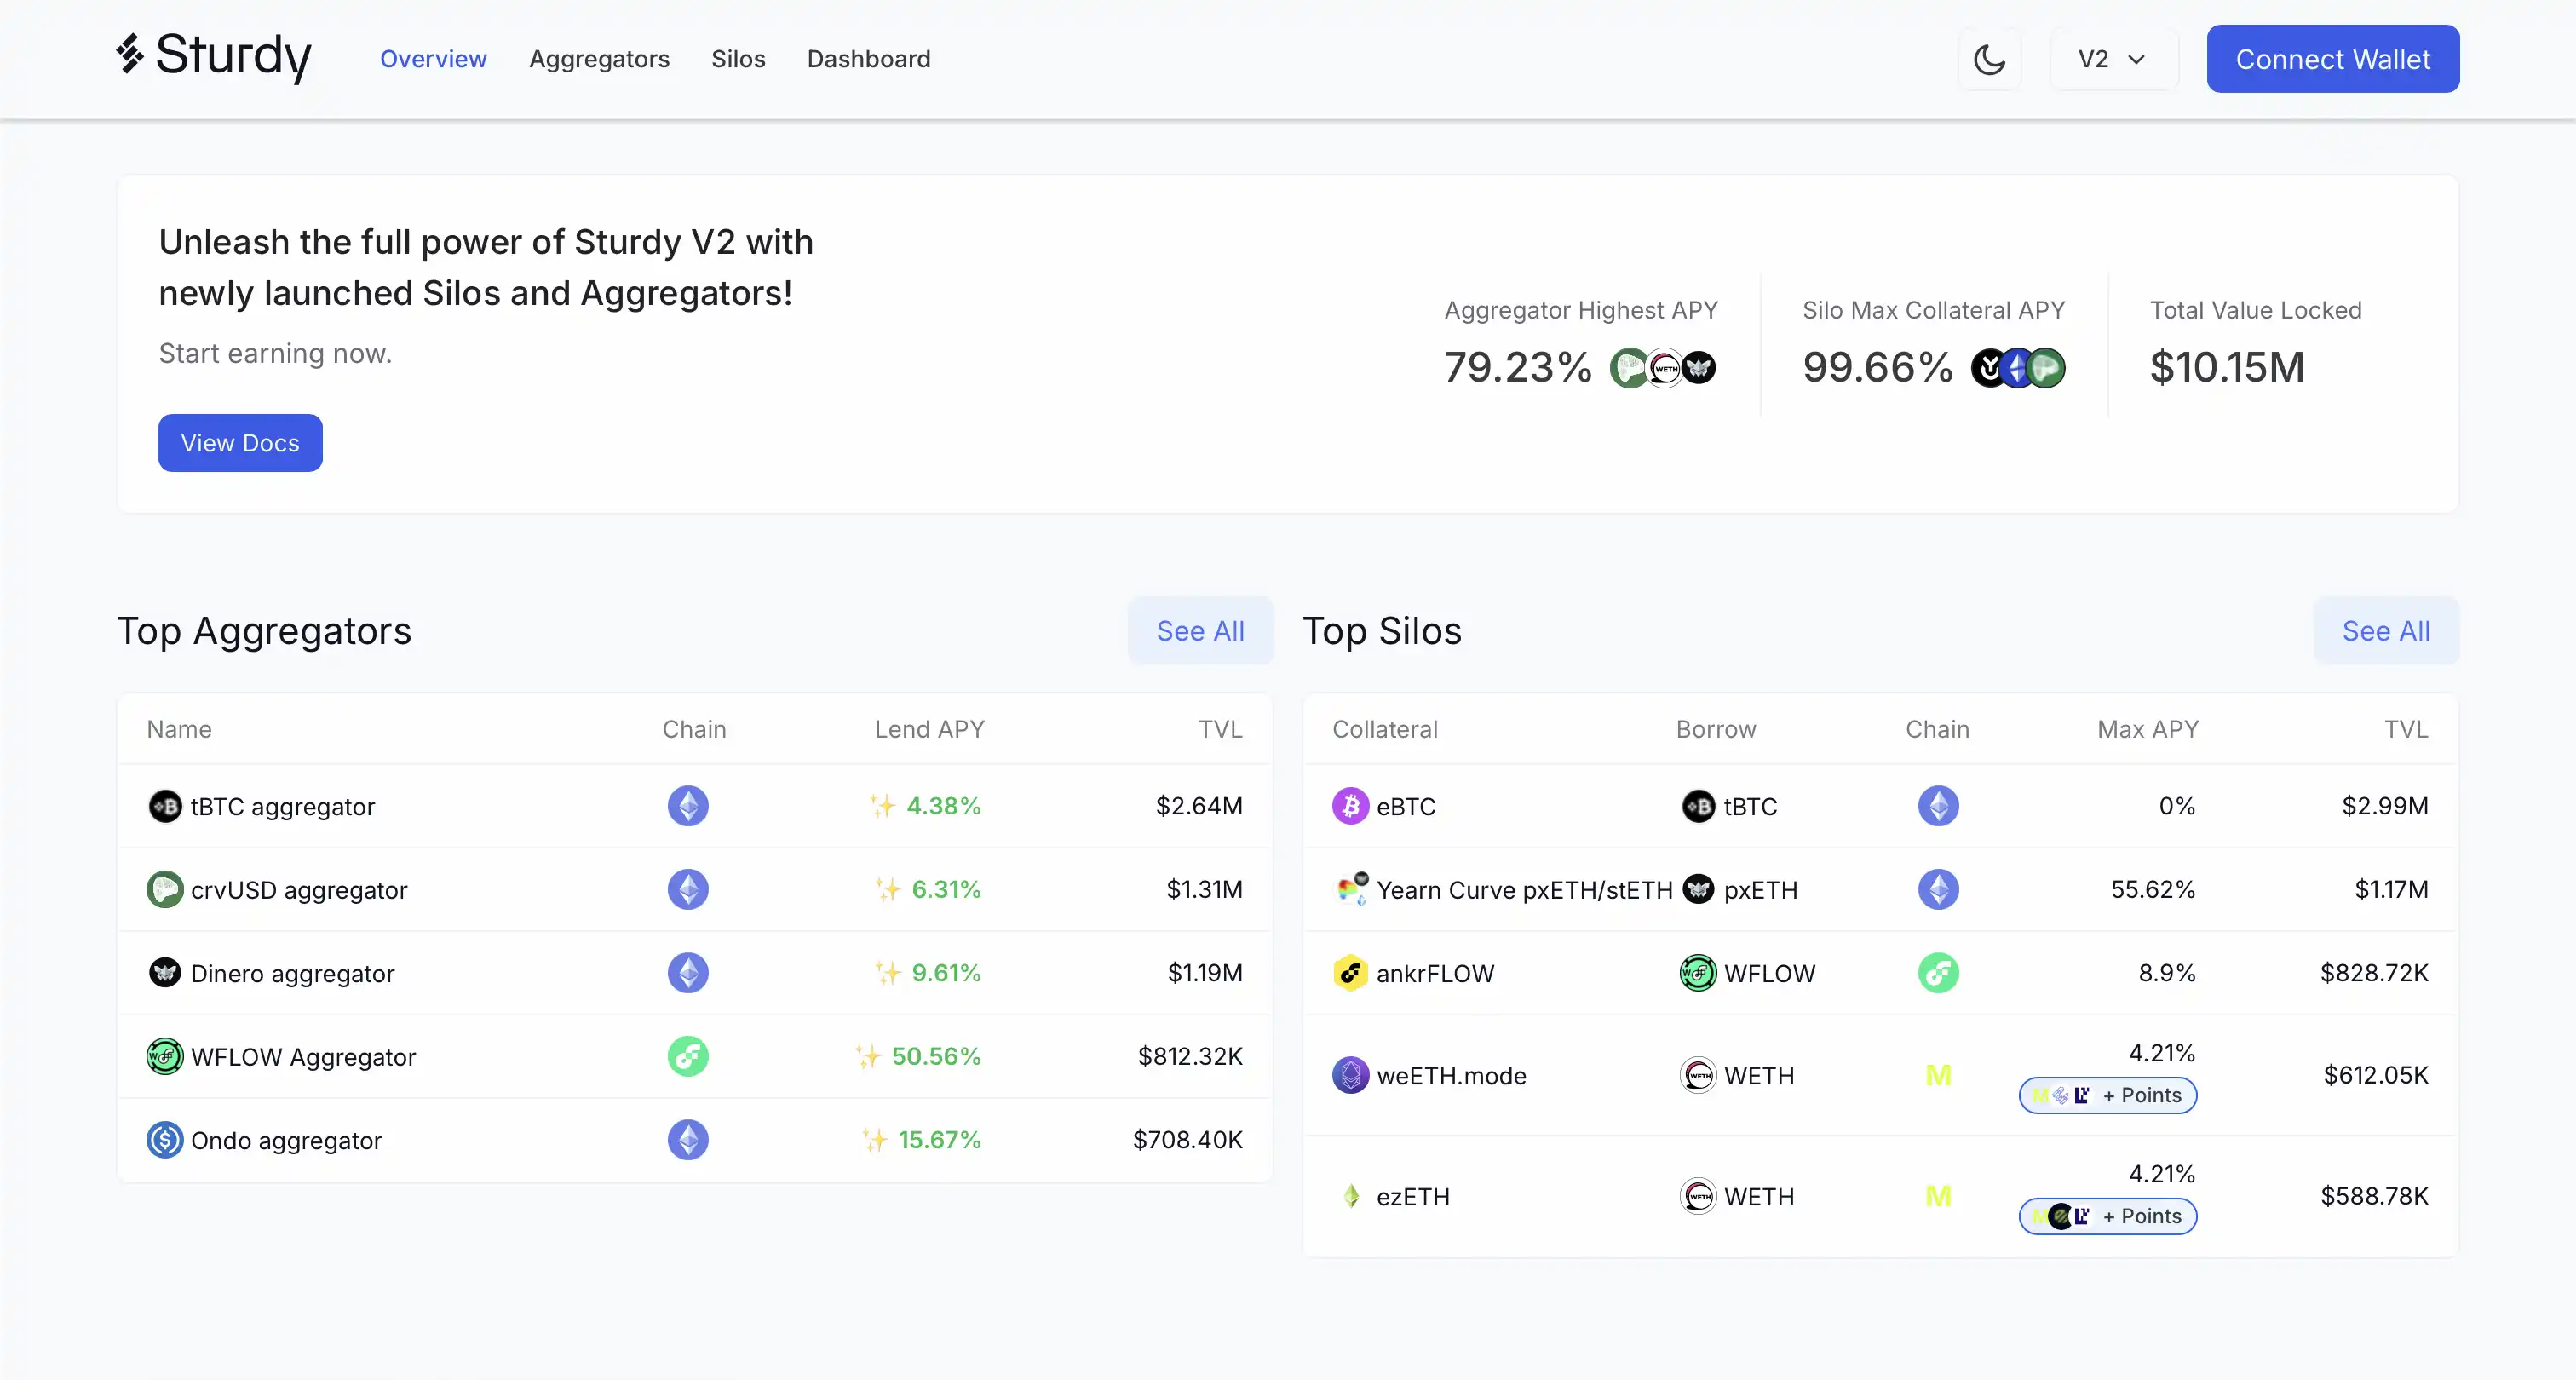 Sturdy Overview Aggregators Silos Dashboard V2 Connect Wallet
Unleash the full power of Sturdy V2 with
newly launched Silos and Aggregators!
Start earning now.
View Docs
Aggregator Highest APY Silo Max Collateral APY Total Value Locked
79.23% WETH 99.66% $10.15M
Top Aggregators See All
Name Chain Lend APY TVL
tBTC aggregator 4.38% $2.64M
crvUSD aggregator 6.31% $1.31M
Dinero aggregator 9.61% $1.19M
WFLOW Aggregator 50.56% $812.32K
Ondo aggregator 15.67% $708.40K
Top Silos See All
Collateral Borrow Chain Max APY TVL
eBTC tBTC 0% $2.99M
Yearn Curve pxETH/stETH pxETH 55.62% $1.17M
ankrFLOW WFLOW 8.9% $828.72K
weETH.mode WETH WETH M 4.21% $612.05K
M + Points
ezETH WETH WETH M 4.21% $588.78K
M + Points